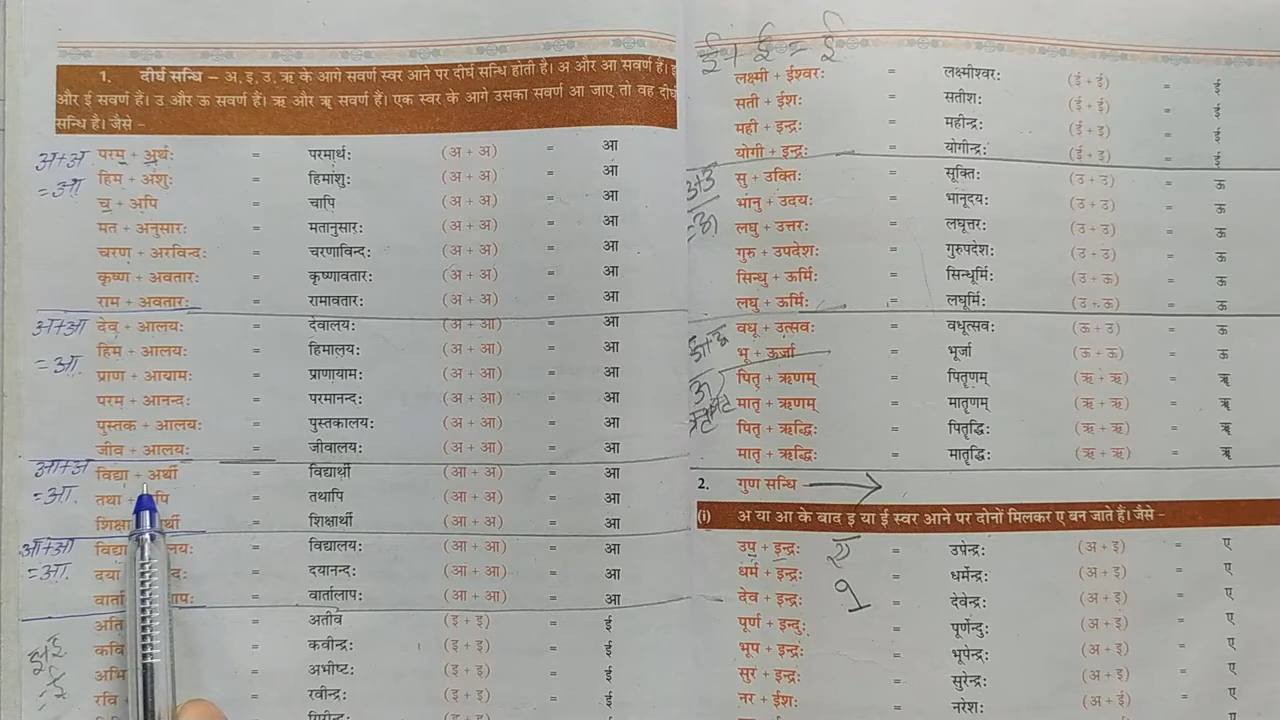 1. दीर्घ सन्धि – अ, इ, उ, ऋ के आगे सवर्ण स्वर आने पर दीर्घ सन्धि होती है। अ और आ सवर्ण हैं। इ
और ई सवर्ण हैं। उ और ऊ सवर्ण हैं। ऋ और ॠ सवर्ण हैं। एक स्वर के आगे उसका सवर्ण आ जाए तो वह दीर्घ
सन्धि है। जैसे –
अ+अ परम + अर्थः = परमार्थः (अ + अ) = आ
=आ हिम + अंशुः = हिमांशुः (अ + अ) = आ
च + अपि = चापि (अ + अ) = आ
मत + अनुसारः = मतानुसारः (अ + अ) = आ
चरण + अरविन्दः = चरणाविन्दः (अ + अ) = आ
कृष्ण + अवतारः = कृष्णावतारः (अ + अ) = आ
राम + अवतारः = रामावतारः (अ + अ) = आ
अ+आ देव + आलयः = देवालयः (अ + आ) = आ
=आ हिम + आलयः = हिमालयः (अ + आ) = आ
प्राण + आयामः = प्राणायामः (अ + आ) = आ
परम + आनन्दः = परमानन्दः (अ + आ) = आ
पुस्तक + आलयः = पुस्तकालयः (अ + आ) = आ
जीव + आलयः = जीवालयः (अ + आ) = आ
आ+अ विद्या + अर्थी = विद्यार्थी (आ + अ) = आ
=आ. तथा + पि = तथापि (आ + अ) = आ
शिक्षा र्थी = शिक्षार्थी (आ + अ) = आ
आ+आ विद्या लयः = विद्यालयः (आ + आ) = आ
=आ. दया दः = दयानन्दः (आ + आ) = आ
वार्ता ापः = वार्तालापः (आ + आ) = आ
अति = अतीव (इ + इ) = ई
कवि = कवीन्द्रः (इ + इ) = ई
अभि = अभीष्टः (इ + इ) = ई
रवि = रवीन्द्रः (इ + इ) = ई
ई + ई = ई
लक्ष्मी + ईश्वरः = लक्ष्मीश्वरः (ई + ई) = ई
सती + ईशः = सतीशः (ई + ई) = ई
मही + इन्द्रः = महीन्द्रः (ई + इ) = ई
योगी + इन्द्रः = योगीन्द्रः (ई + इ) = ई
सु + उक्तिः = सूक्तिः (उ + उ) = ऊ
भानु + उदयः = भानूदयः (उ + उ) = ऊ
लघु + उत्तरः = लघूत्तरः (उ + उ) = ऊ
गुरु + उपदेशः = गुरुपदेशः (उ + उ) = ऊ
सिन्धु + ऊर्मिः = सिन्धूर्मिः (उ + ऊ) = ऊ
लघु + ऊर्मिः = लघूर्मिः (उ + ऊ) = ऊ
वधू + उत्सवः = वधूत्सवः (ऊ + उ) = ऊ
भू + ऊर्जा = भूर्जा (ऊ + ऊ) = ऊ
पितृ + ऋणम् = पितृणम् (ऋ + ऋ) = ॠ
मातृ + ऋणम् = मातृणम् (ऋ + ऋ) = ॠ
पितृ + ऋद्धिः = पितृद्धिः (ऋ + ऋ) = ॠ
मातृ + ऋद्धिः = मातृद्धिः (ऋ + ऋ) = ॠ
2. गुण सन्धि
(i) अ या आ के बाद इ या ई स्वर आने पर दोनों मिलकर ए बन जाते हैं। जैसे –
उप + इन्द्रः ए = उपेन्द्रः (अ + इ) = ए
धर्म + इन्द्रः = धर्मेन्द्रः (अ + इ) = ए
देव + इन्द्रः = देवेन्द्रः (अ + इ) = ए
पूर्ण + इन्दुः = पूर्णेन्दुः (अ + इ) = ए
भूप + इन्द्रः = भूपेन्द्रः (अ + इ) = ए
सुर + इन्द्रः = सुरेन्द्रः (अ + इ) = ए
नर + ईशः = नरेशः (अ + ई) = ए